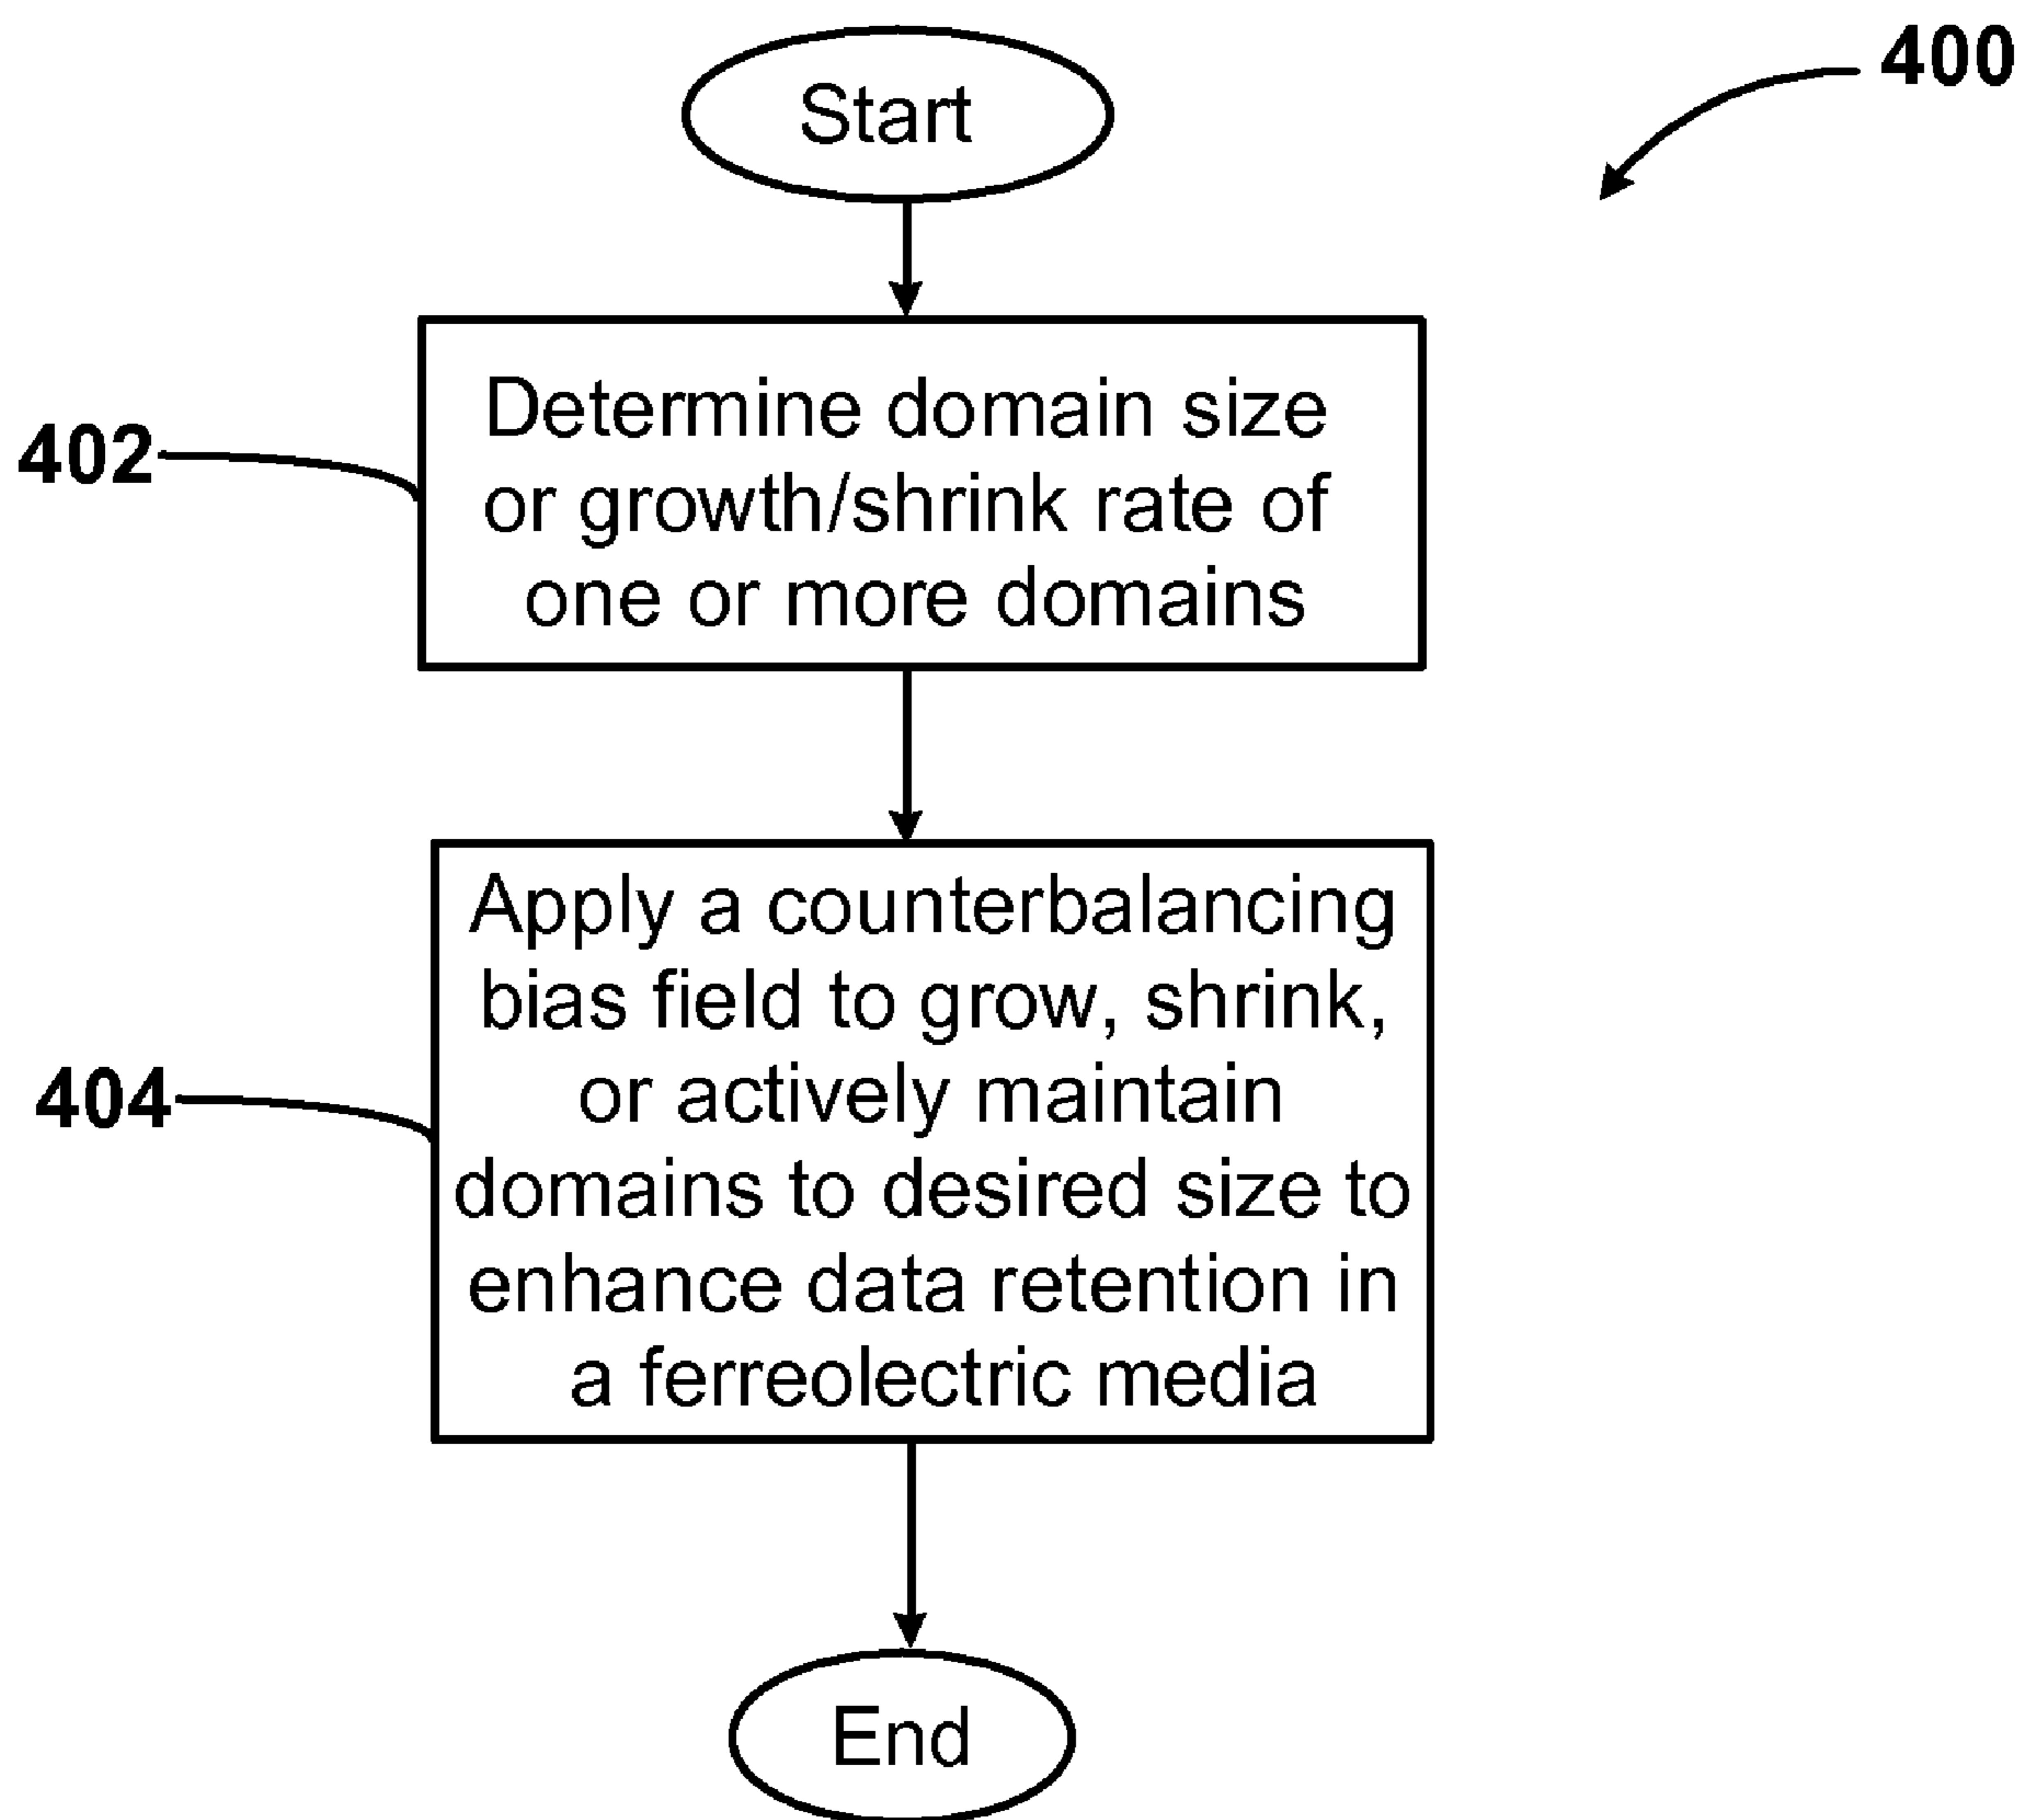 Start
400
402
Determine domain size
or growth/shrink rate of
one or more domains
404
Apply a counterbalancing
bias field to grow, shrink,
or actively maintain
domains to desired size to
enhance data retention in
a ferreolectric media
End